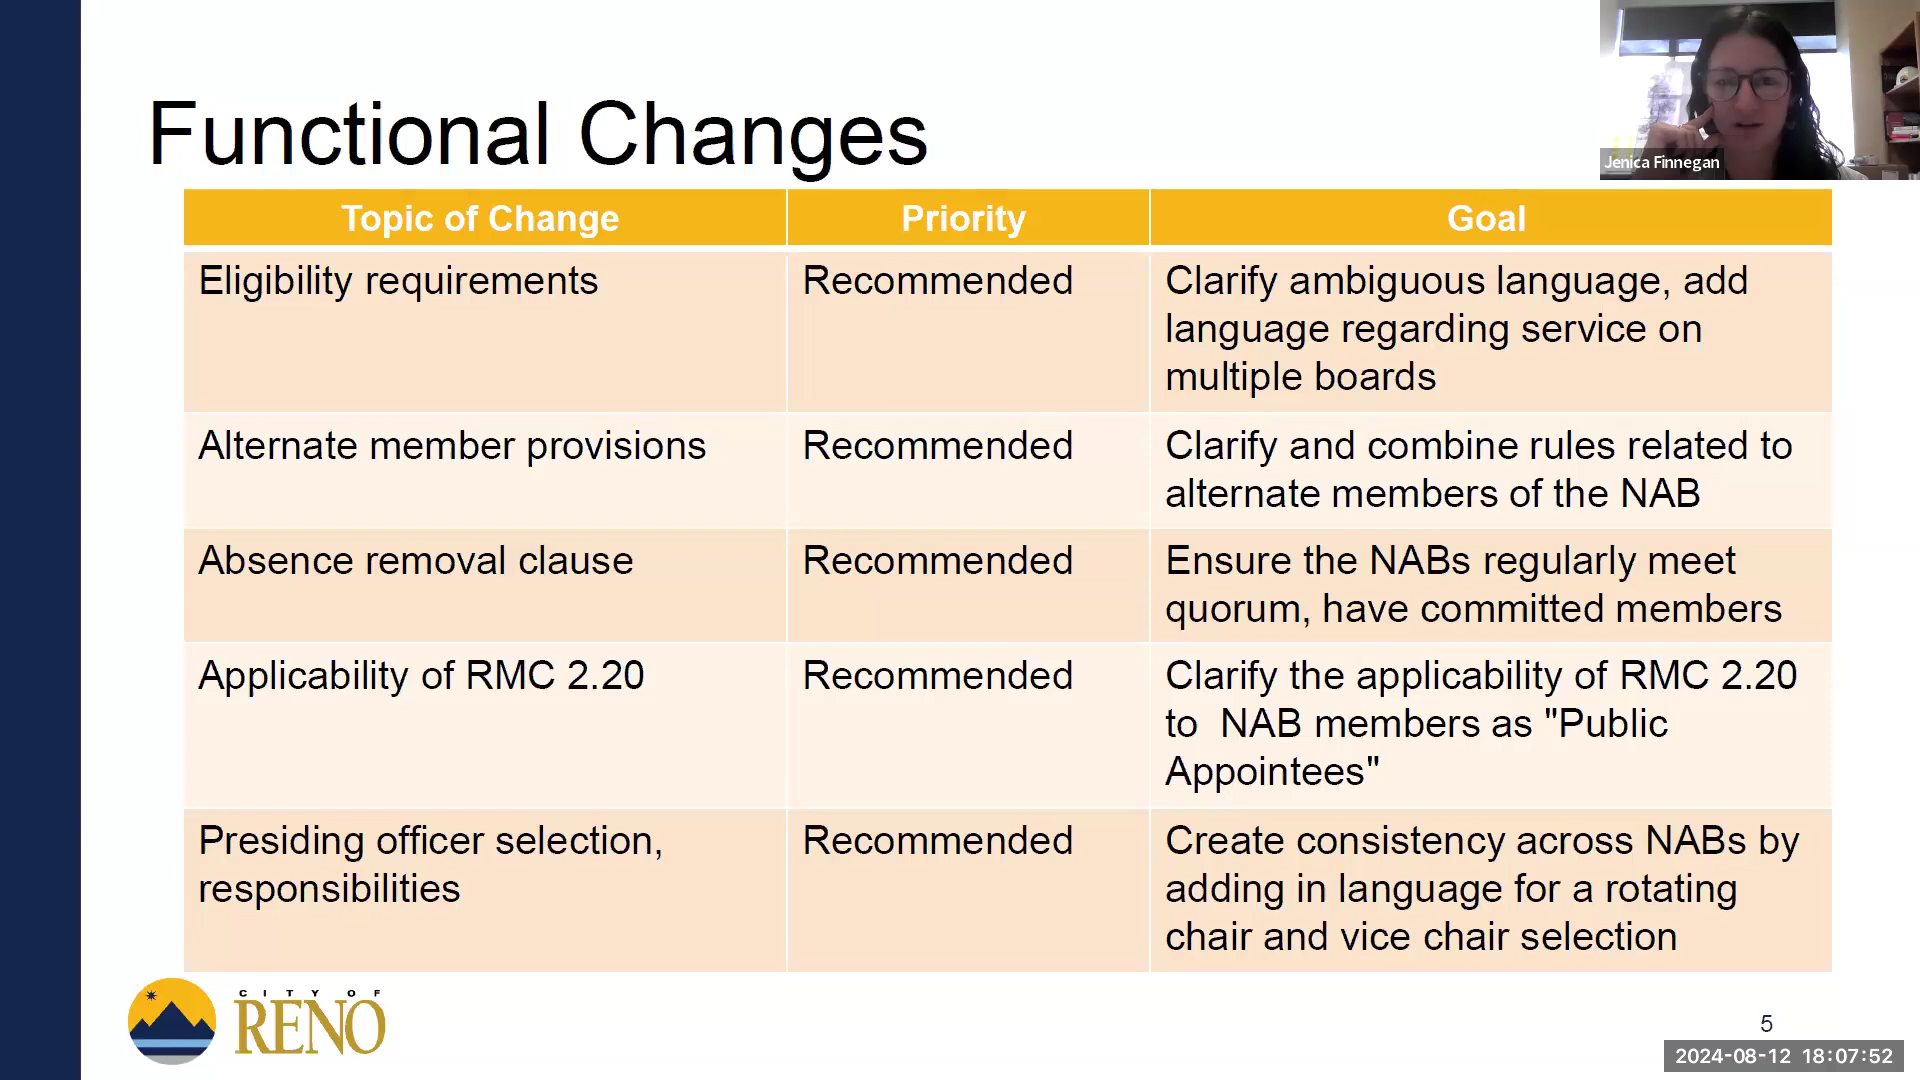 Functional Changes
Jenica Finnegan
Topic of Change Priority Goal
Eligibility requirements Recommended Clarify ambiguous language, add
language regarding service on
multiple boards
Alternate member provisions Recommended Clarify and combine rules related to
alternate members of the NAB
Absence removal clause Recommended Ensure the NABs regularly meet
quorum, have committed members
Applicability of RMC 2.20 Recommended Clarify the applicability of RMC 2.20
to  NAB members as "Public
Appointees"
Presiding officer selection, Recommended Create consistency across NABs by
responsibilities adding in language for a rotating
chair and vice chair selection
CITY OF
RENO
5
2024-08-12 18:07:52